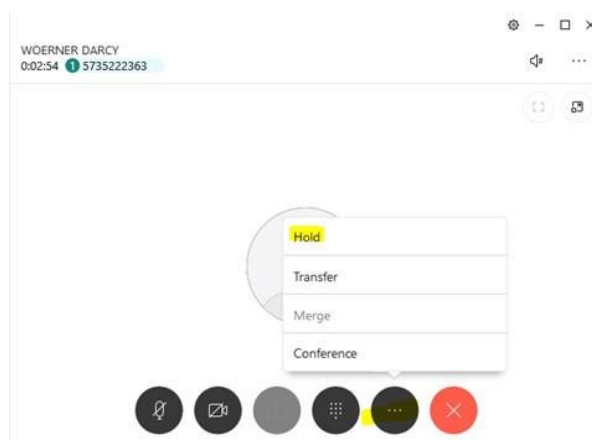 WOERNER DARCY
0:02:54 1 5735222363
Hold
Transfer
Merge
Conference